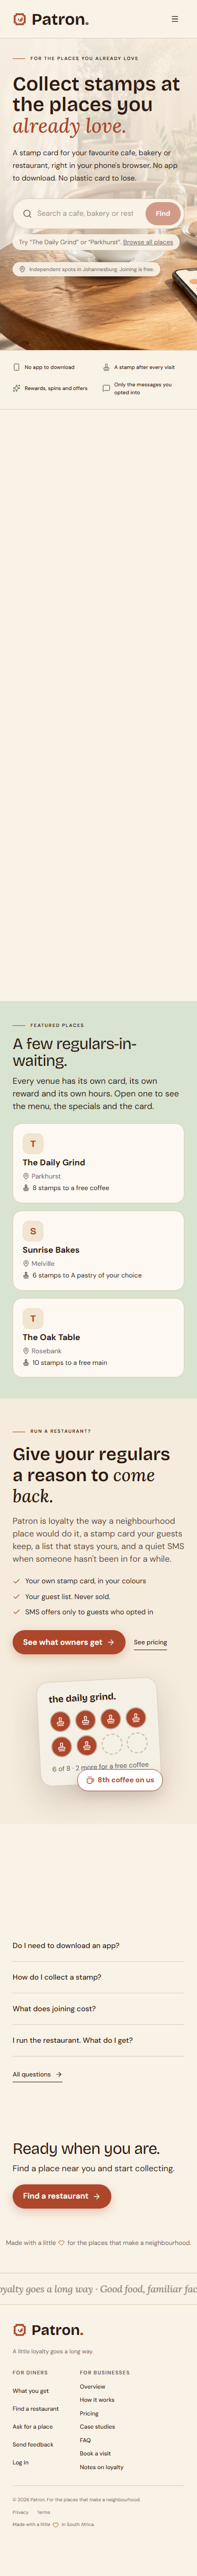 Patron.
FOR THE PLACES YOU ALREADY LOVE
Collect stamps at
the places you
already love.
A stamp card for your favourite cafe, bakery or
restaurant, right in your phone's browser. No app
to download. No plastic card to lose.
Search a cafe, bakery or rest
Find
Try "The Daily Grind" or "Parkhurst". Browse all places
Independent spots in Johannesburg. Joining is free.
No app to download
A stamp after every visit
Rewards, spins and offers
Only the messages you
opted into
FEATURED PLACES
A few regulars-in-
waiting.
Every venue has its own card, its own
reward and its own hours. Open one to see
the menu, the specials and the card.
T
The Daily Grind
Parkhurst
8 stamps to a free coffee
S
Sunrise Bakes
Melville
6 stamps to A pastry of your choice
T
The Oak Table
Rosebank
10 stamps to a free main
RUN A RESTAURANT?
Give your regulars
a reason to come
back.
Patron is loyalty the way a neighbourhood
place would do it, a stamp card your guests
keep, a list that stays yours, and a quiet SMS
when someone hasn't been in for a while.
Your own stamp card, in your colours
Your guest list. Never sold.
SMS offers only to guests who opted in
See what owners get
See pricing
the daily grind.
6 of 8 · 2 more for a free coffee
8th coffee on us
Do I need to download an app?
How do I collect a stamp?
What does joining cost?
I run the restaurant. What do I get?
All questions
Ready when you are.
Find a place near you and start collecting.
Find a restaurant
Made with a little for the places that make a neighbourhood.
oyalty goes a long way · Good food, familiar fac
Patron.
A little loyalty goes a long way.
FOR DINERS
What you get
Find a restaurant
Ask for a place
Send feedback
Log in
FOR BUSINESSES
Overview
How it works
Pricing
Case studies
FAQ
Book a visit
Notes on loyalty
© 2026 Patron. For the places that make a neighbourhood.
Privacy Terms
Made with a little in South Africa.